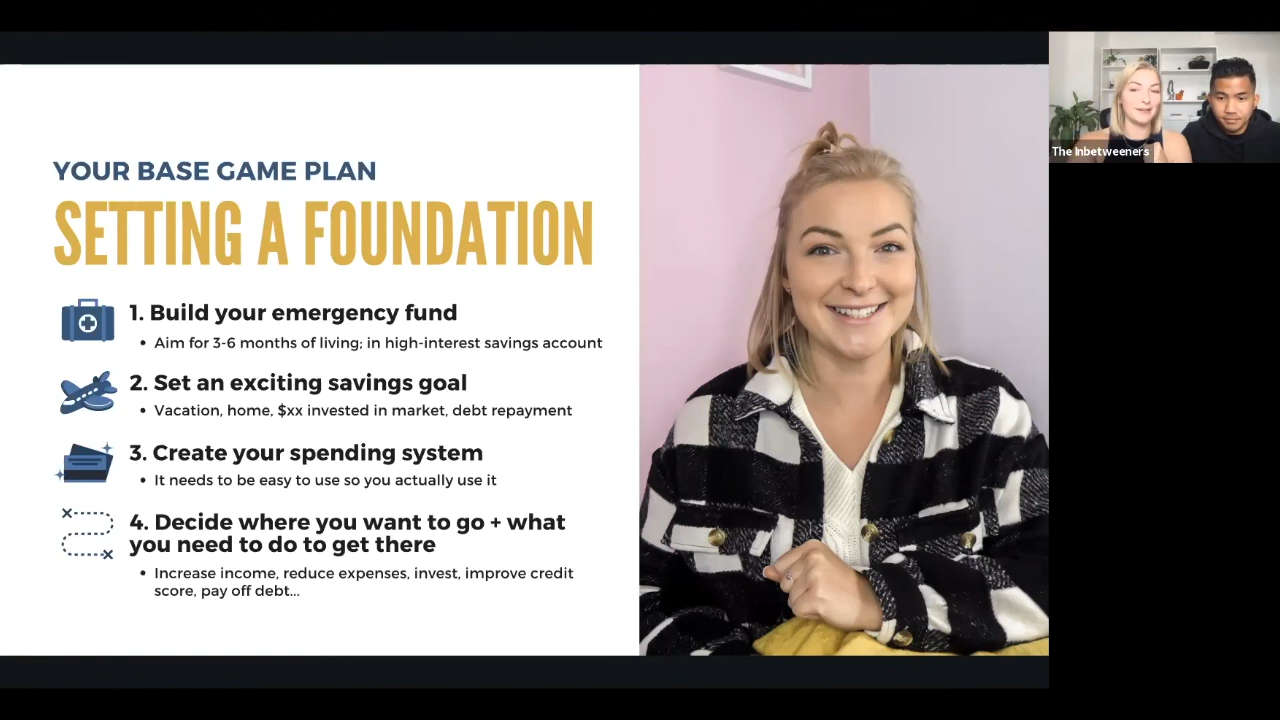 YOUR BASE GAME PLAN
SETTING A FOUNDATION
1. Build your emergency fund
• Aim for 3-6 months of living; in high-interest savings account
2. Set an exciting savings goal
• Vacation, home, $xx invested in market, debt repayment
3. Create your spending system
• It needs to be easy to use so you actually use it
4. Decide where you want to go + what
you need to do to get there
• Increase income, reduce expenses, invest, improve credit
score, pay off debt...
The Inbetweeners